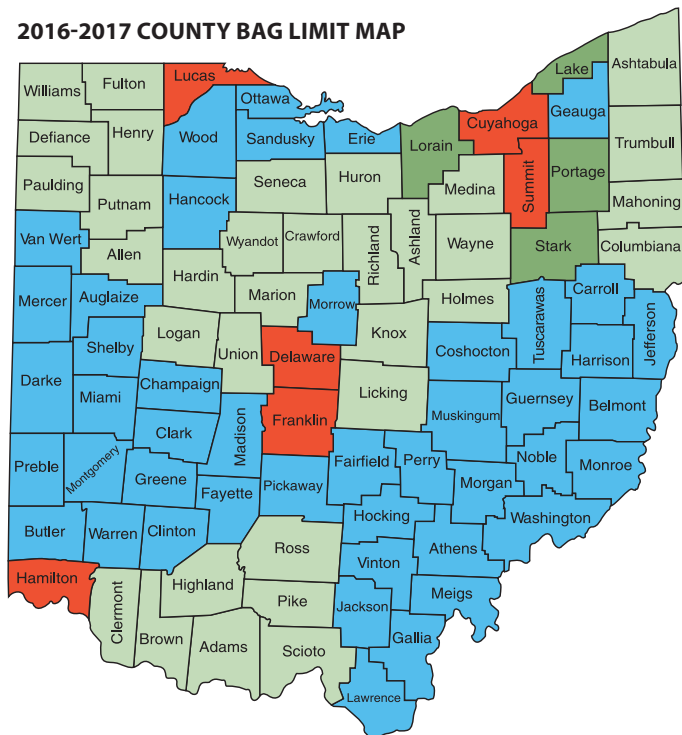 2016-2017 COUNTY BAG LIMIT MAP
Williams
Fulton
Lucas
Ottawa
Lake
Ashtabula
Geauga
Cuyahoga
Defiance
Henry
Wood
Sandusky
Erie
Lorain
Trumbull
Paulding
Putnam
Hancock
Seneca
Huron
Medina
Summit
Portage
Mahoning
Van Wert
Allen
Wyandot
Crawford
Richland
Ashland
Wayne
Stark
Columbiana
Mercer
Auglaize
Hardin
Marion
Morrow
Holmes
Tuscarawas
Carroll
Jefferson
Shelby
Logan
Union
Delaware
Knox
Coshocton
Harrison
Darke
Miami
Champaign
Madison
Franklin
Licking
Muskingum
Guernsey
Belmont
Preble
Montgomery
Clark
Greene
Fayette
Pickaway
Fairfield
Perry
Morgan
Noble
Monroe
Butler
Warren
Clinton
Ross
Hocking
Athens
Washington
Hamilton
Clermont
Highland
Pike
Vinton
Jackson
Meigs
Brown
Adams
Scioto
Gallia
Lawrence